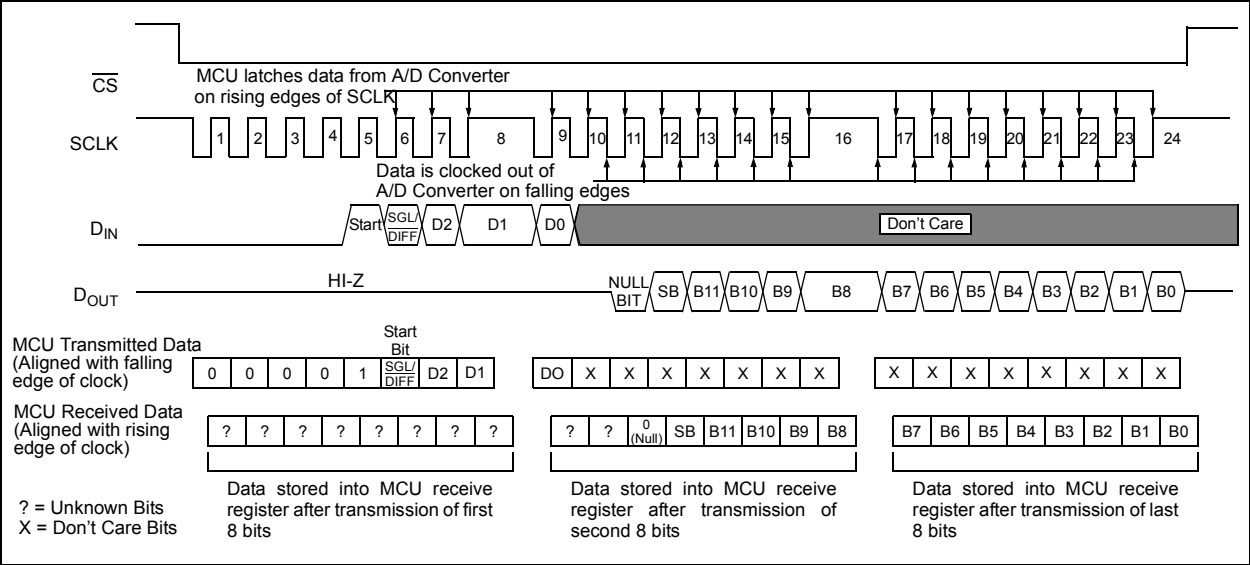 CS
MCU latches data from A/D Converter
on rising edges of SCLK
SCLK
1 2 3 4 5 6 7 8 9 10 11 12 13 14 15 16 17 18 19 20 21 22 23 24
Data is clocked out of
A/D Converter on falling edges
DIN
Start SGL/DIFF D2 D1 D0 Don't Care
HI-Z
DOUT
NULL BIT SB B11 B10 B9 B8 B7 B6 B5 B4 B3 B2 B1 B0
Start
Bit
MCU Transmitted Data
(Aligned with falling
edge of clock)
0 0 0 0 1 SGL/DIFF D2 D1 DO X X X X X X X X X X X X X X X
MCU Received Data
(Aligned with rising
edge of clock)
? ? ? ? ? ? ? ? ? ? 0 (Null) SB B11 B10 B9 B8 B7 B6 B5 B4 B3 B2 B1 B0
Data stored into MCU receive
register after transmission of first
8 bits
Data stored into MCU receive
register after transmission of
second 8 bits
Data stored into MCU receive
register after transmission of last
8 bits
? = Unknown Bits
X = Don't Care Bits